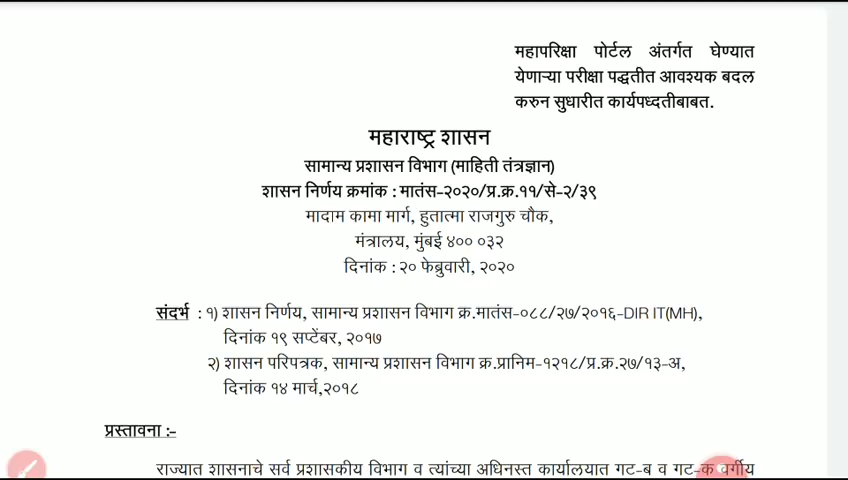 महापरिक्षा पोर्टल अंतर्गत घेण्यात
येणाऱ्या परीक्षा पद्धतीत आवश्यक बदल
करुन सुधारीत कार्यपध्दतीबाबत.
महाराष्ट्र शासन
सामान्य प्रशासन विभाग (माहिती तंत्रज्ञान)
शासन निर्णय क्रमांक : मातंस-२०२०/प्र.क्र.११/से-२/३९
मादाम कामा मार्ग, हुतात्मा राजगुरु चौक,
मंत्रालय, मुंबई ४०० ०३२
दिनांक : २० फेब्रुवारी, २०२०
संदर्भ : १) शासन निर्णय, सामान्य प्रशासन विभाग क्र.मातंस-०८८/२७/२०१६-DIR IT(MH),
दिनांक १९ सप्टेंबर, २०१७
२) शासन परिपत्रक, सामान्य प्रशासन विभाग क्र.प्रानिम-१२१८/प्र.क्र.२७/१३-अ,
दिनांक १४ मार्च,२०१८
प्रस्तावना :-
राज्यात शासनाचे सर्व प्रशासकीय विभाग व त्यांच्या अधिनस्त कार्यालयात गट-ब व गट-क वर्गीय